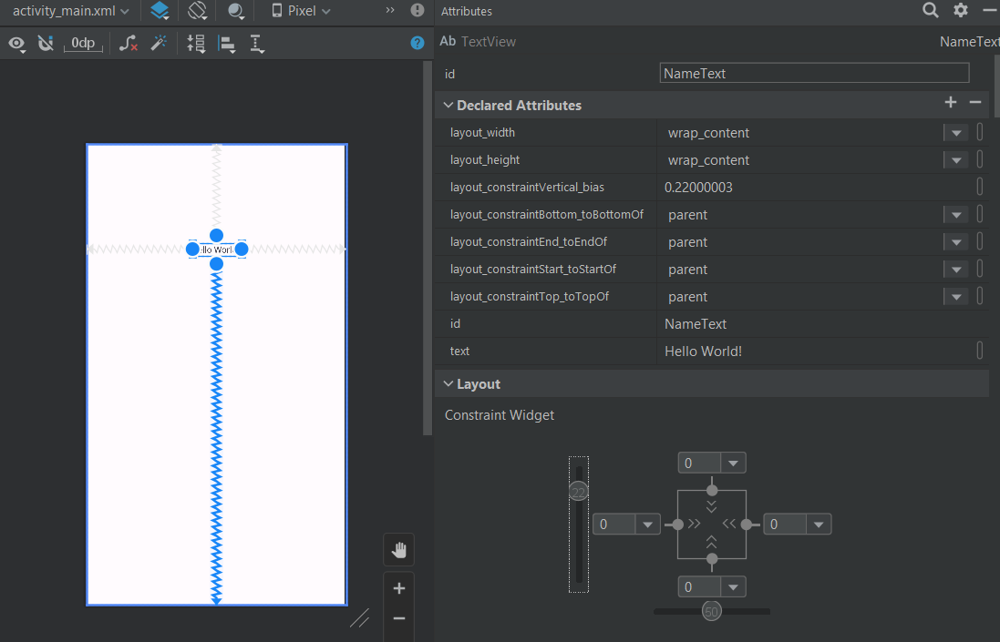 activity_main.xml
Pixel
0dp
?
llo Worl
Attributes
Ab TextView
NameText
id
NameText
Declared Attributes
layout_width
wrap_content
layout_height
wrap_content
layout_constraintVertical_bias
0.22000003
layout_constraintBottom_toBottomOf
parent
layout_constraintEnd_toEndOf
parent
layout_constraintStart_toStartOf
parent
layout_constraintTop_toTopOf
parent
id
NameText
text
Hello World!
Layout
Constraint Widget
0
22
0
0
0
50